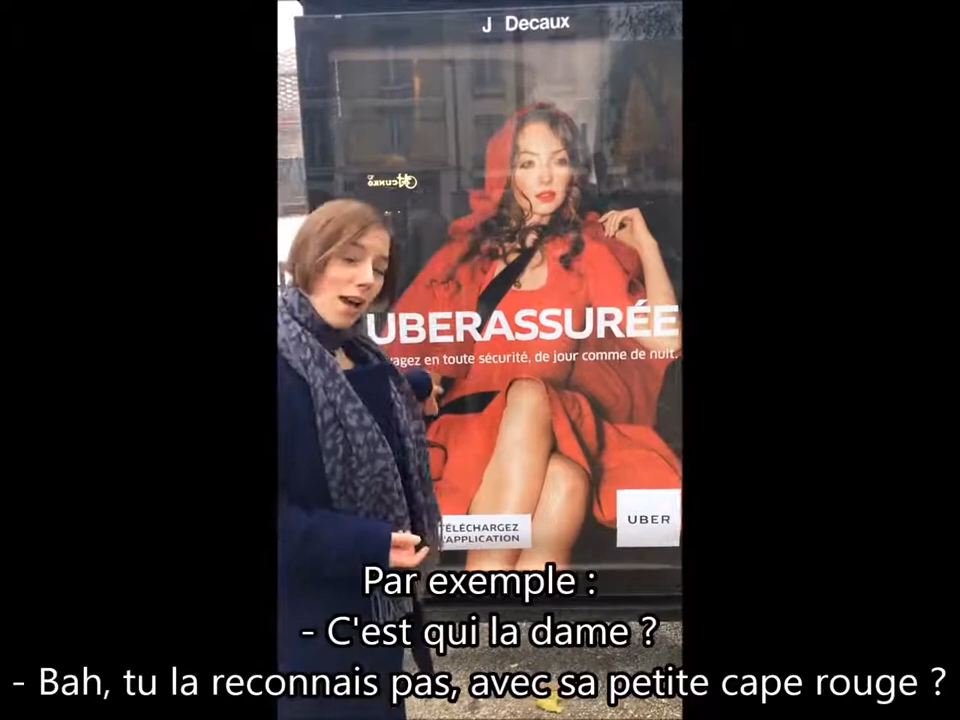 J Decaux
UBERASSURÉE
agez en toute sécurité, de jour comme de nuit.
TÉLÉCHARGEZ
L'APPLICATION
UBER
Par exemple :
- C'est qui la dame ?
- Bah, tu la reconnais pas, avec sa petite cape rouge ?